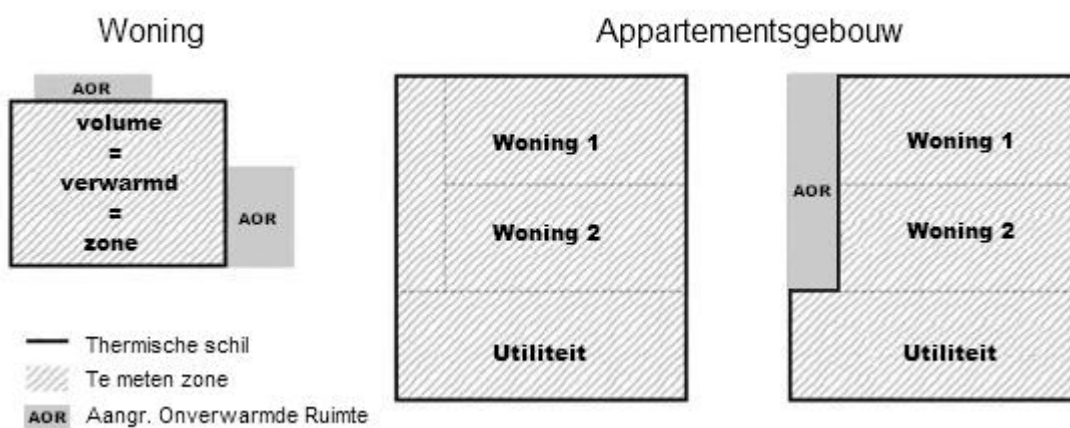 Woning
AOR
volume
=
verwarmd
=
zone
AOR
Appartementsgebouw
Woning 1
Woning 2
Utiliteit
AOR
Woning 1
Woning 2
Utiliteit
Thermische schil
Te meten zone
AOR Aangr. Onverwarmde Ruimte